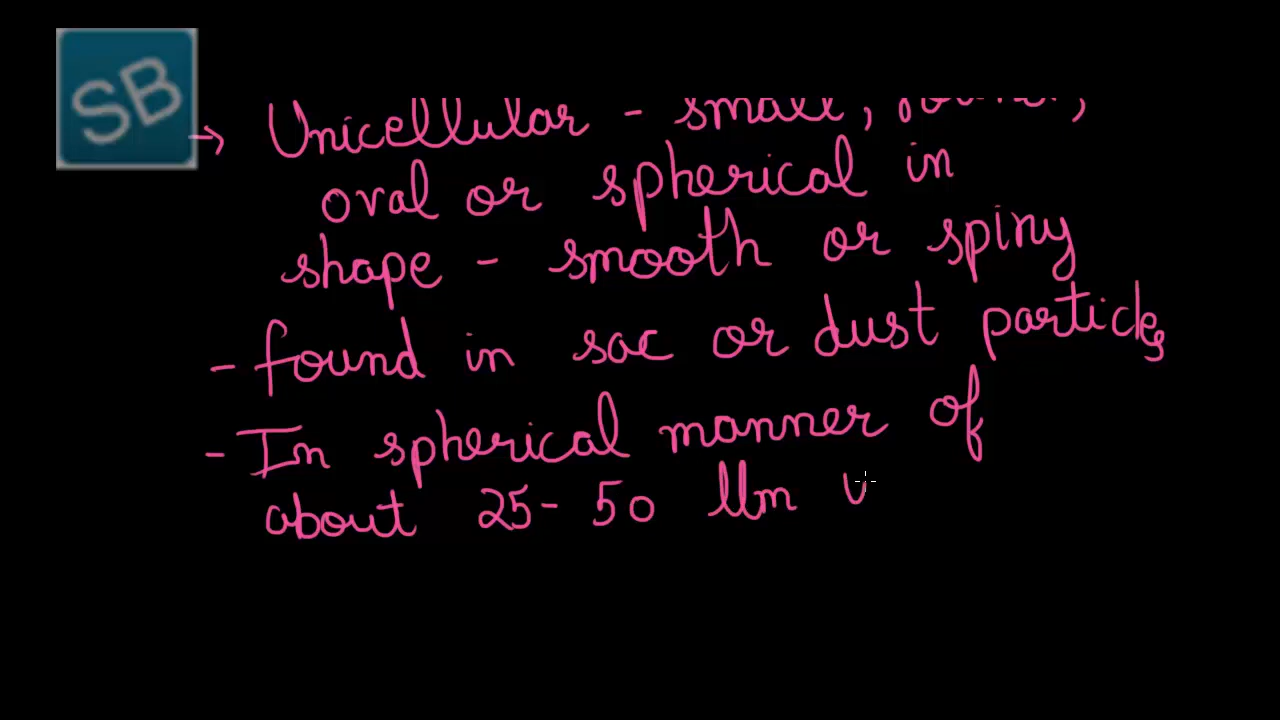 SB
→ Unicellular - small,
oval or spherical in
shape - smooth or spiny
- found in sac or dust particles
- In spherical manner of
about 25-50 llm